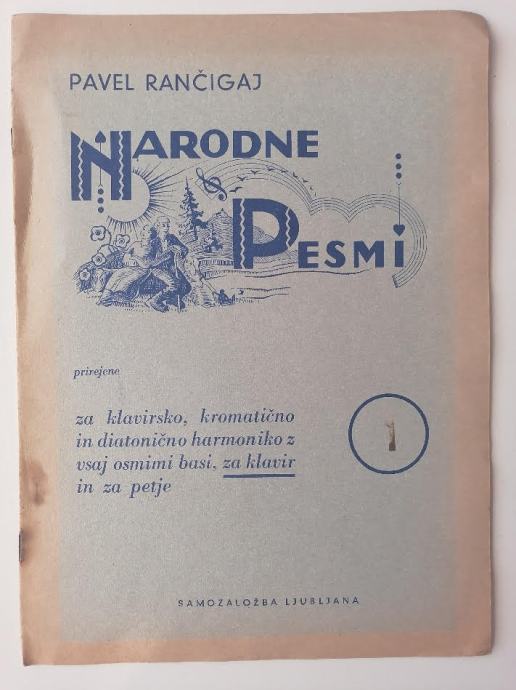 PAVEL RANČIGAJ
NARODNE
PESMI
prirejene
za klavirsko, kromatično
in diatonično harmoniko z
vsaj osmimi basi, za klavir
in za petje
1
SAMOZALOŽBA LJUBLJANA